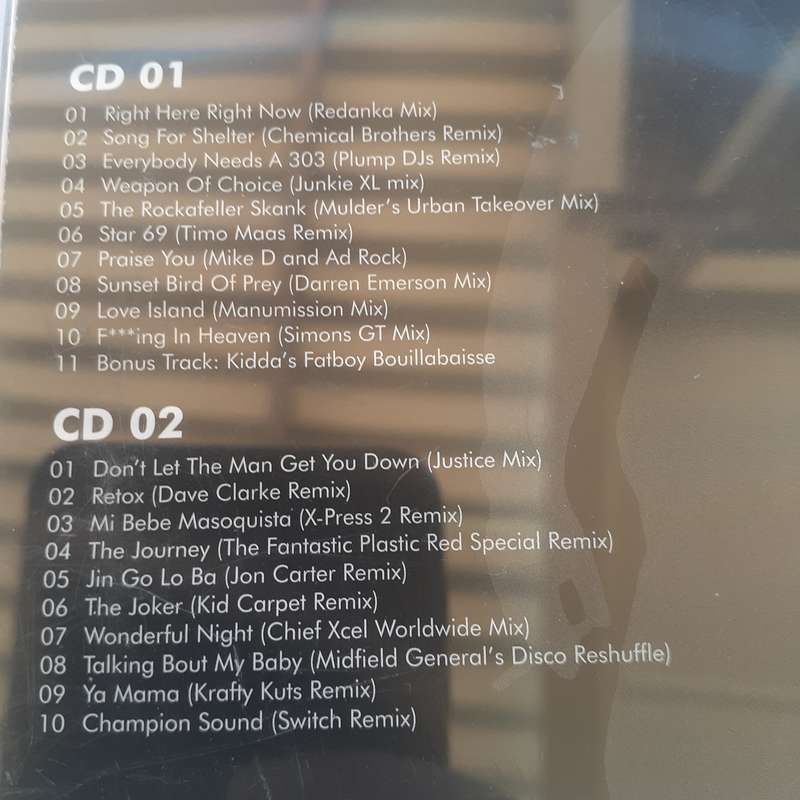 CD 01
01 Right Here Right Now (Redanka Mix)
02 Song For Shelter (Chemical Brothers Remix)
03 Everybody Needs A 303 (Plump DJs Remix)
04 Weapon Of Choice (Junkie XL mix)
05 The Rockafeller Skank (Mulder's Urban Takeover Mix)
06 Star 69 (Timo Maas Remix)
07 Praise You (Mike D and Ad Rock)
08 Sunset Bird Of Prey (Darren Emerson Mix)
09 Love Island (Manumission Mix)
10 F***ing In Heaven (Simons GT Mix)
11 Bonus Track: Kidda's Fatboy Bouillabaisse
CD 02
01 Don't Let The Man Get You Down (Justice Mix)
02 Retox (Dave Clarke Remix)
03 Mi Bebe Masoquista (X-Press 2 Remix)
04 The Journey (The Fantastic Plastic Red Special Remix)
05 Jin Go Lo Ba (Jon Carter Remix)
06 The Joker (Kid Carpet Remix)
07 Wonderful Night (Chief Xcel Worldwide Mix)
08 Talking Bout My Baby (Midfield General's Disco Reshuffle)
09 Ya Mama (Krafty Kuts Remix)
10 Champion Sound (Switch Remix)